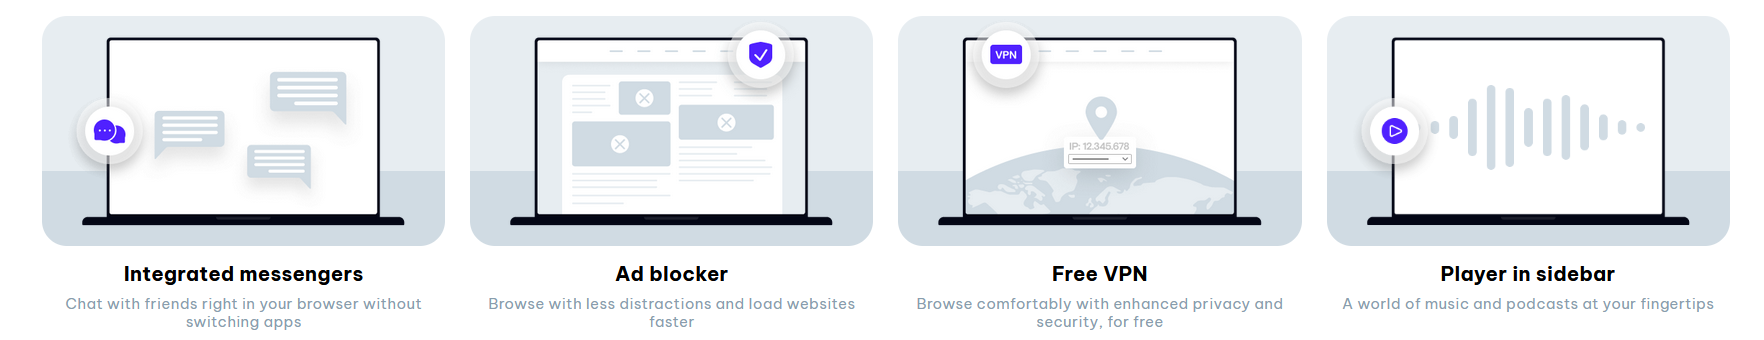 VPN
IP: 12.345.678
Integrated messengers
Chat with friends right in your browser without
switching apps
Ad blocker
Browse with less distractions and load websites
faster
Free VPN
Browse comfortably with enhanced privacy and
security, for free
Player in sidebar
A world of music and podcasts at your fingertips